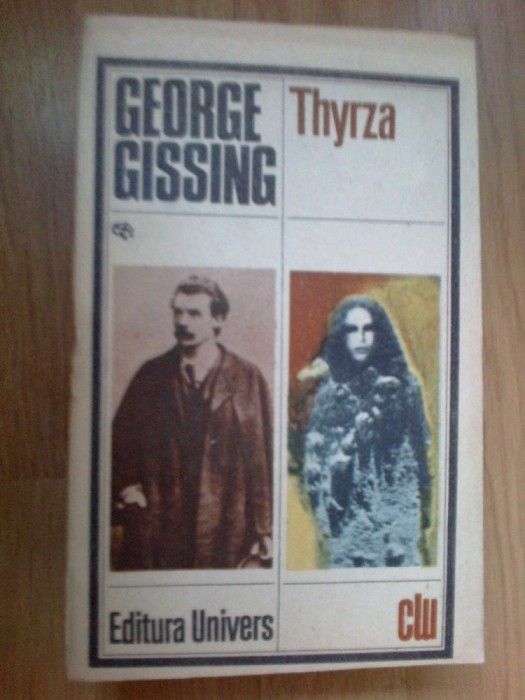 GEORGE
GISSING
Thyrza
Editura Univers
clu